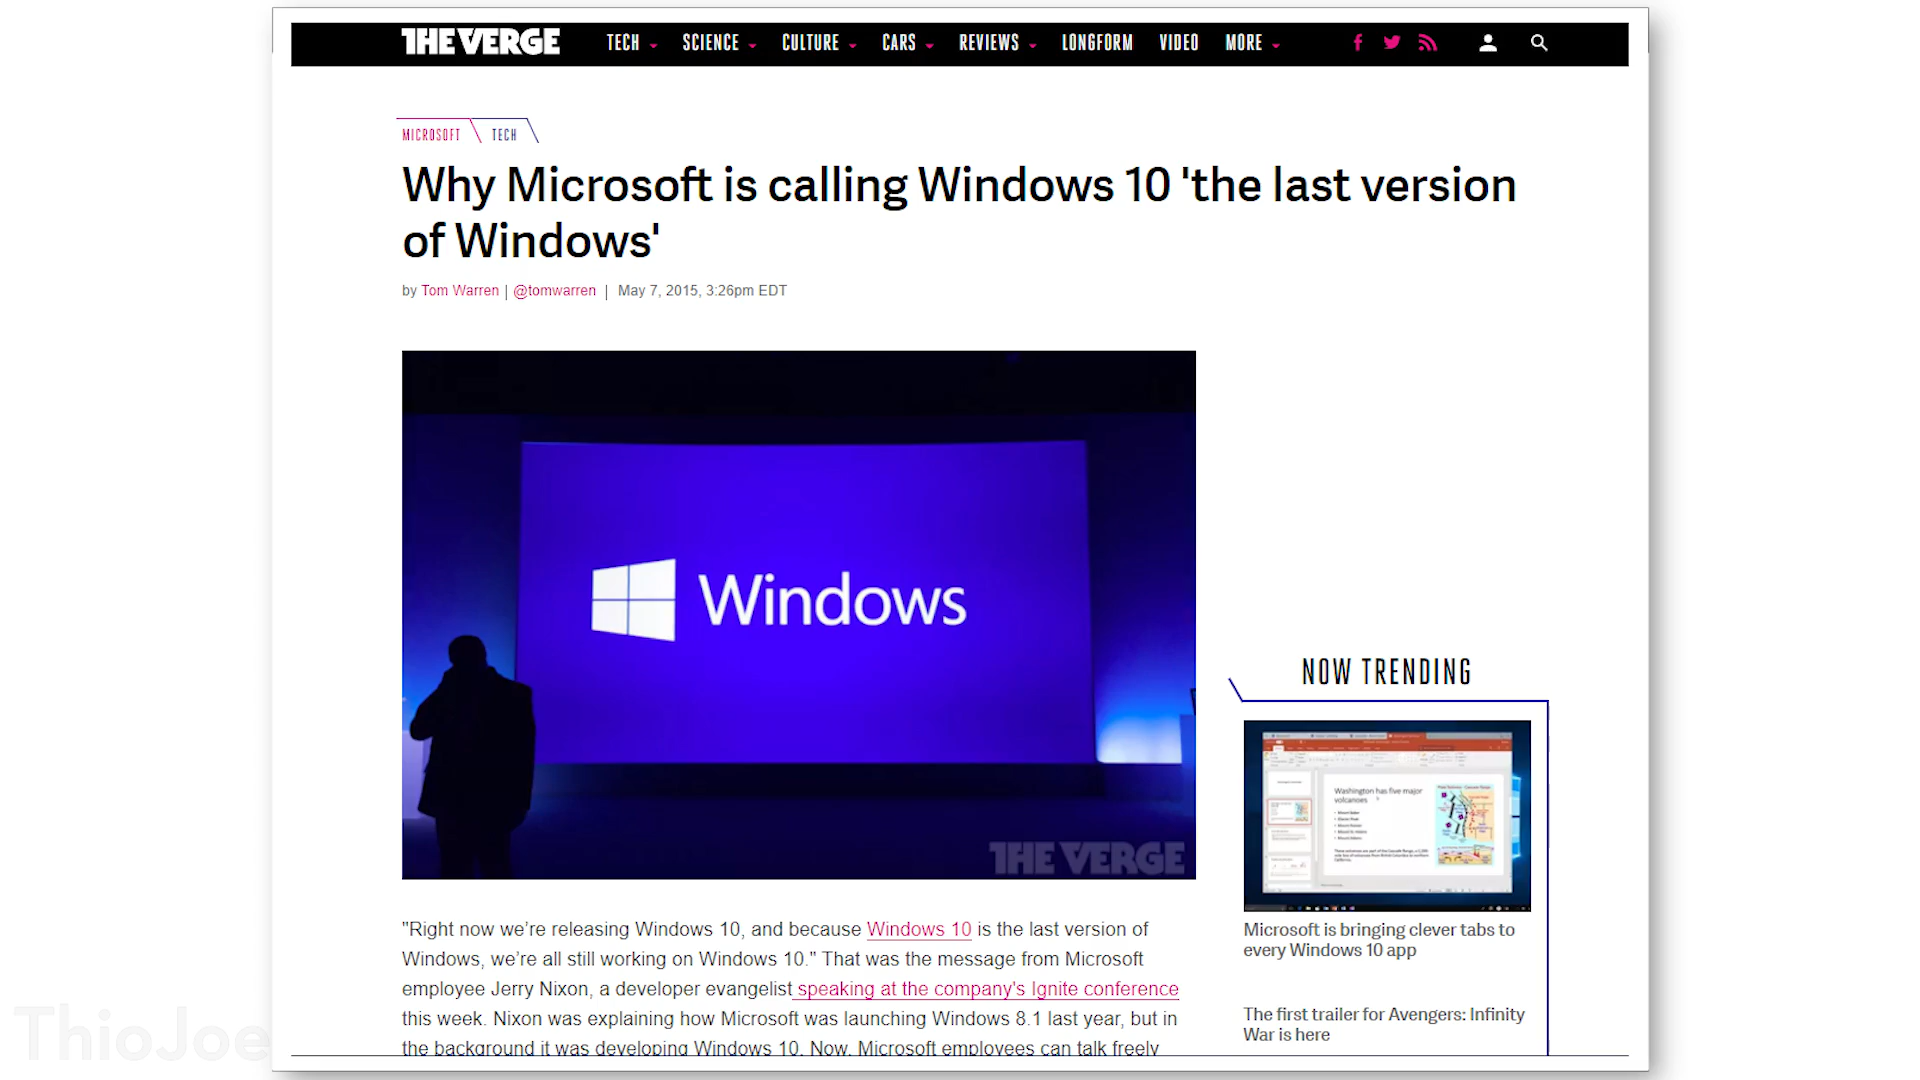 THE VERGE
TECH SCIENCE CULTURE CARS REVIEWS LONGFORM VIDEO MORE
MICROSOFT TECH
Why Microsoft is calling Windows 10 'the last version
of Windows'
by Tom Warren | @tomwarren | May 7, 2015, 3:26pm EDT
Windows
THE VERGE
"Right now we’re releasing Windows 10, and because Windows 10 is the last version of
Windows, we’re all still working on Windows 10." That was the message from Microsoft
employee Jerry Nixon, a developer evangelist speaking at the company's Ignite conference
this week. Nixon was explaining how Microsoft was launching Windows 8.1 last year, but in
the background it was developing Windows 10. Now, Microsoft employees can talk freely
NOW TRENDING
Washington has five major
volcanoes
Microsoft is bringing clever tabs to
every Windows 10 app
The first trailer for Avengers: Infinity
War is here
ThioJoe